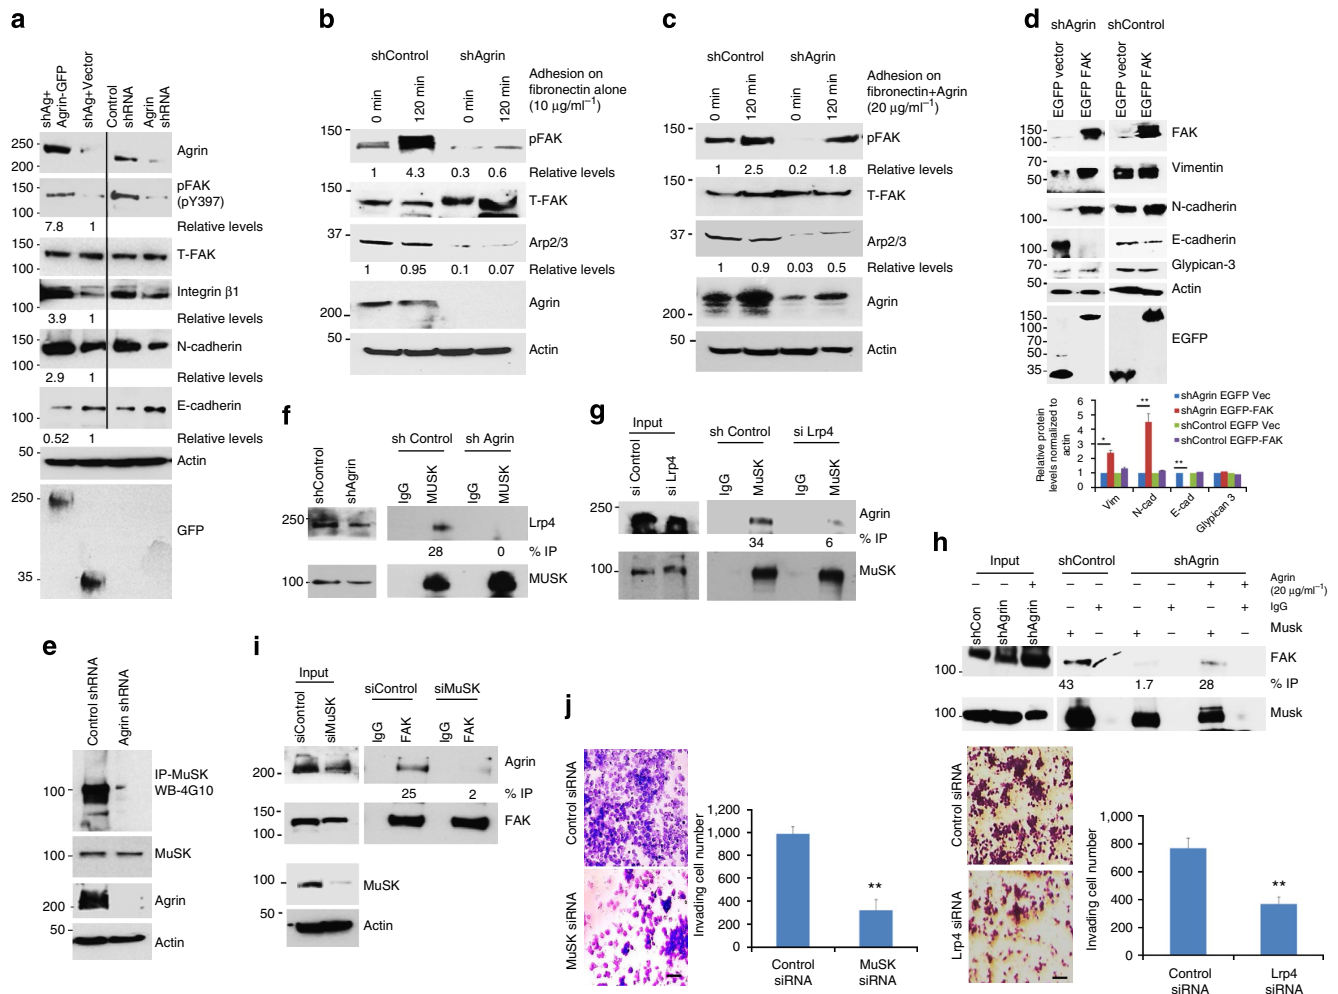 a
shAg+
Agrin-GFP
shAg+Vector
Control
shRNA
Agrin
shRNA
250
200
Agrin
150
100
pFAK
(pY397)
7.8 1 Relative levels
150
100
T-FAK
100
Integrin β1
3.9 1 Relative levels
150
100
N-cadherin
2.9 1 Relative levels
100
E-cadherin
0.52 1 Relative levels
50
Actin
250
35
GFP
b
shControl shAgrin
0 min
120 min
0 min
120 min
Adhesion on
fibronectin alone
(10 µg/ml−1)
150
pFAK
1 4.3 0.3 0.6 Relative levels
150
T-FAK
37
Arp2/3
1 0.95 0.1 0.07 Relative levels
200
Agrin
50
Actin
c
shControl shAgrin
0 min
120 min
0 min
120 min
Adhesion on
fibronectin+Agrin
(20 µg/ml−1)
150
pFAK
1 2.5 0.2 1.8 Relative levels
150
T-FAK
37
Arp2/3
1 0.9 0.03 0.5 Relative levels
200
Agrin
50
Actin
d
shAgrin shControl
EGFP vector
EGFP FAK
EGFP vector
EGFP FAK
150
100
FAK
70
50
Vimentin
100
N-cadherin
100
E-cadherin
70
Glypican-3
50
Actin
150
100
70
50
35
EGFP
Relative protein
levels normalized to
actin
6
5
4
3
2
1
0
*
**
**
Vim
N-cad
E-cad
Glypican 3
shAgrin EGFP Vec
shAgrin EGFP-FAK
shControl EGFP Vec
shControl EGFP-FAK
e
Control shRNA
Agrin shRNA
100
IP-MuSK
WB-4G10
100
MuSK
200
Agrin
50
Actin
f
shControl
shAgrin
sh Control sh Agrin
IgG
MUSK
IgG
MUSK
250
Lrp4
28 0 % IP
100
MUSK
g
Input
si Control
si Lrp4
sh Control si Lrp4
IgG
MuSK
IgG
MuSK
250
Agrin
34 6 % IP
100
MuSK
h
Input shControl shAgrin
− − + − − − − + + Agrin
(20 µg/ml−1)
− + − + − + IgG
+ − + − + − Musk
shCon
shAgrin
shAgrin
100
FAK
43 1.7 28 % IP
100
Musk
Control siRNA
Lrp4 siRNA
Invading cell number
1,000
800
600
400
200
0
**
Control
siRNA
Lrp4
siRNA
i
Input
siControl
siMuSK
siControl siMuSK
IgG
FAK
IgG
FAK
200
Agrin
25 2 % IP
150
100
FAK
100
MuSK
50
Actin
j
Control siRNA
MuSK siRNA
Invading cell number
1,200
1,000
800
600
400
200
0
**
Control
siRNA
MuSK
siRNA